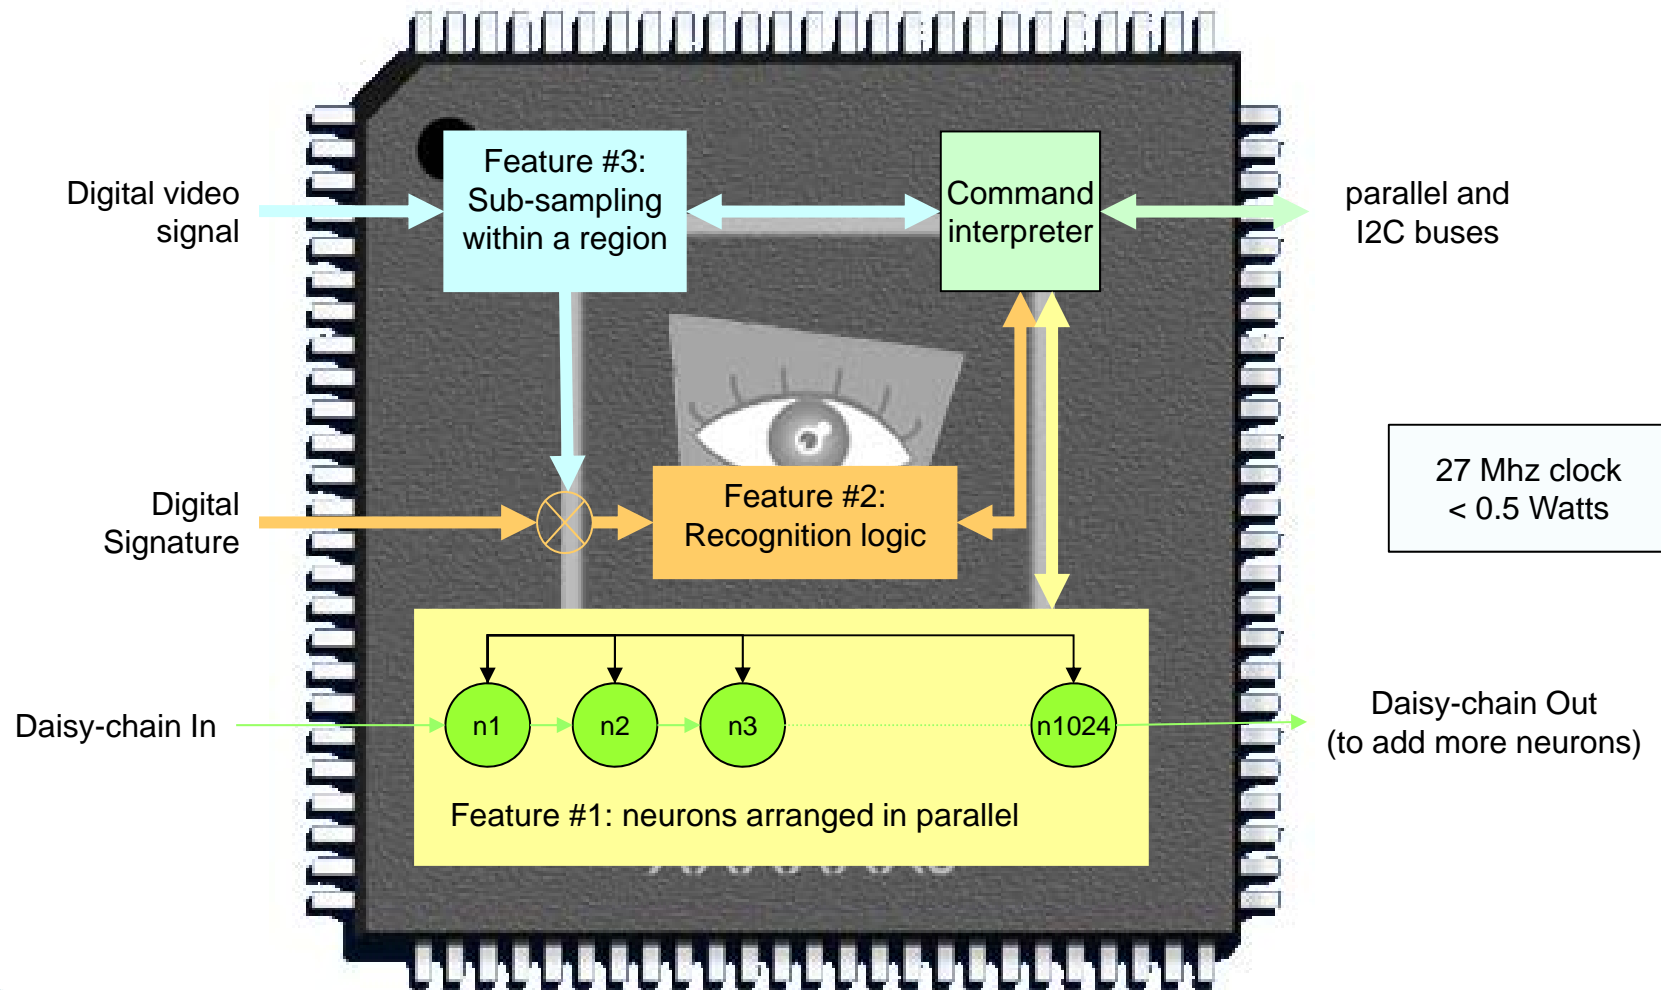 Feature #3:
Sub-sampling
within a region
Command
interpreter
Digital video
signal
parallel and
I2C buses
27 Mhz clock
< 0.5 Watts
Digital
Signature
Feature #2:
Recognition logic
Daisy-chain In
n1
n2
n3
n1024
Daisy-chain Out
(to add more neurons)
Feature #1: neurons arranged in parallel